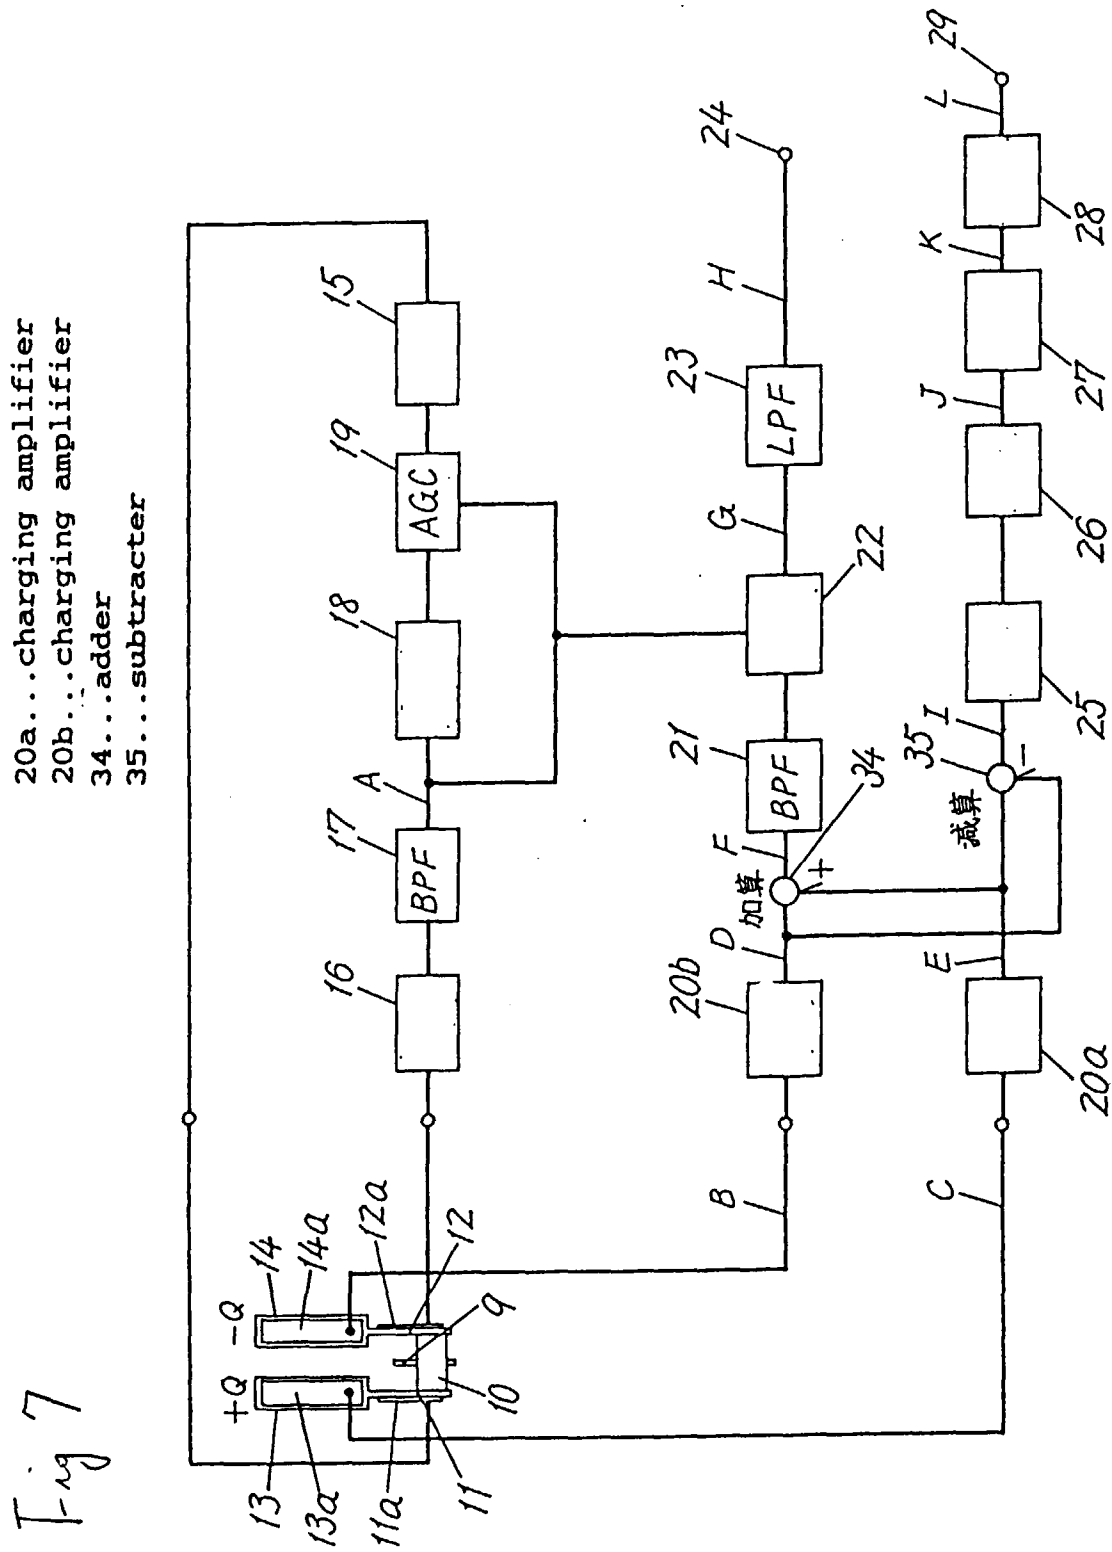 Fig 7
20a...charging amplifier
20b...charging amplifier
34...adder
35...subtracter
+Q
-Q
13
13a
14
14a
11a
11
12a
12
10
9
16
17
BPF
A
18
19
AGC
15
B
20b
D
加算
+
F
34
21
BPF
22
G
23
LPF
H
24
C
20a
E
減算
35
-
I
25
26
J
27
K
28
L
29